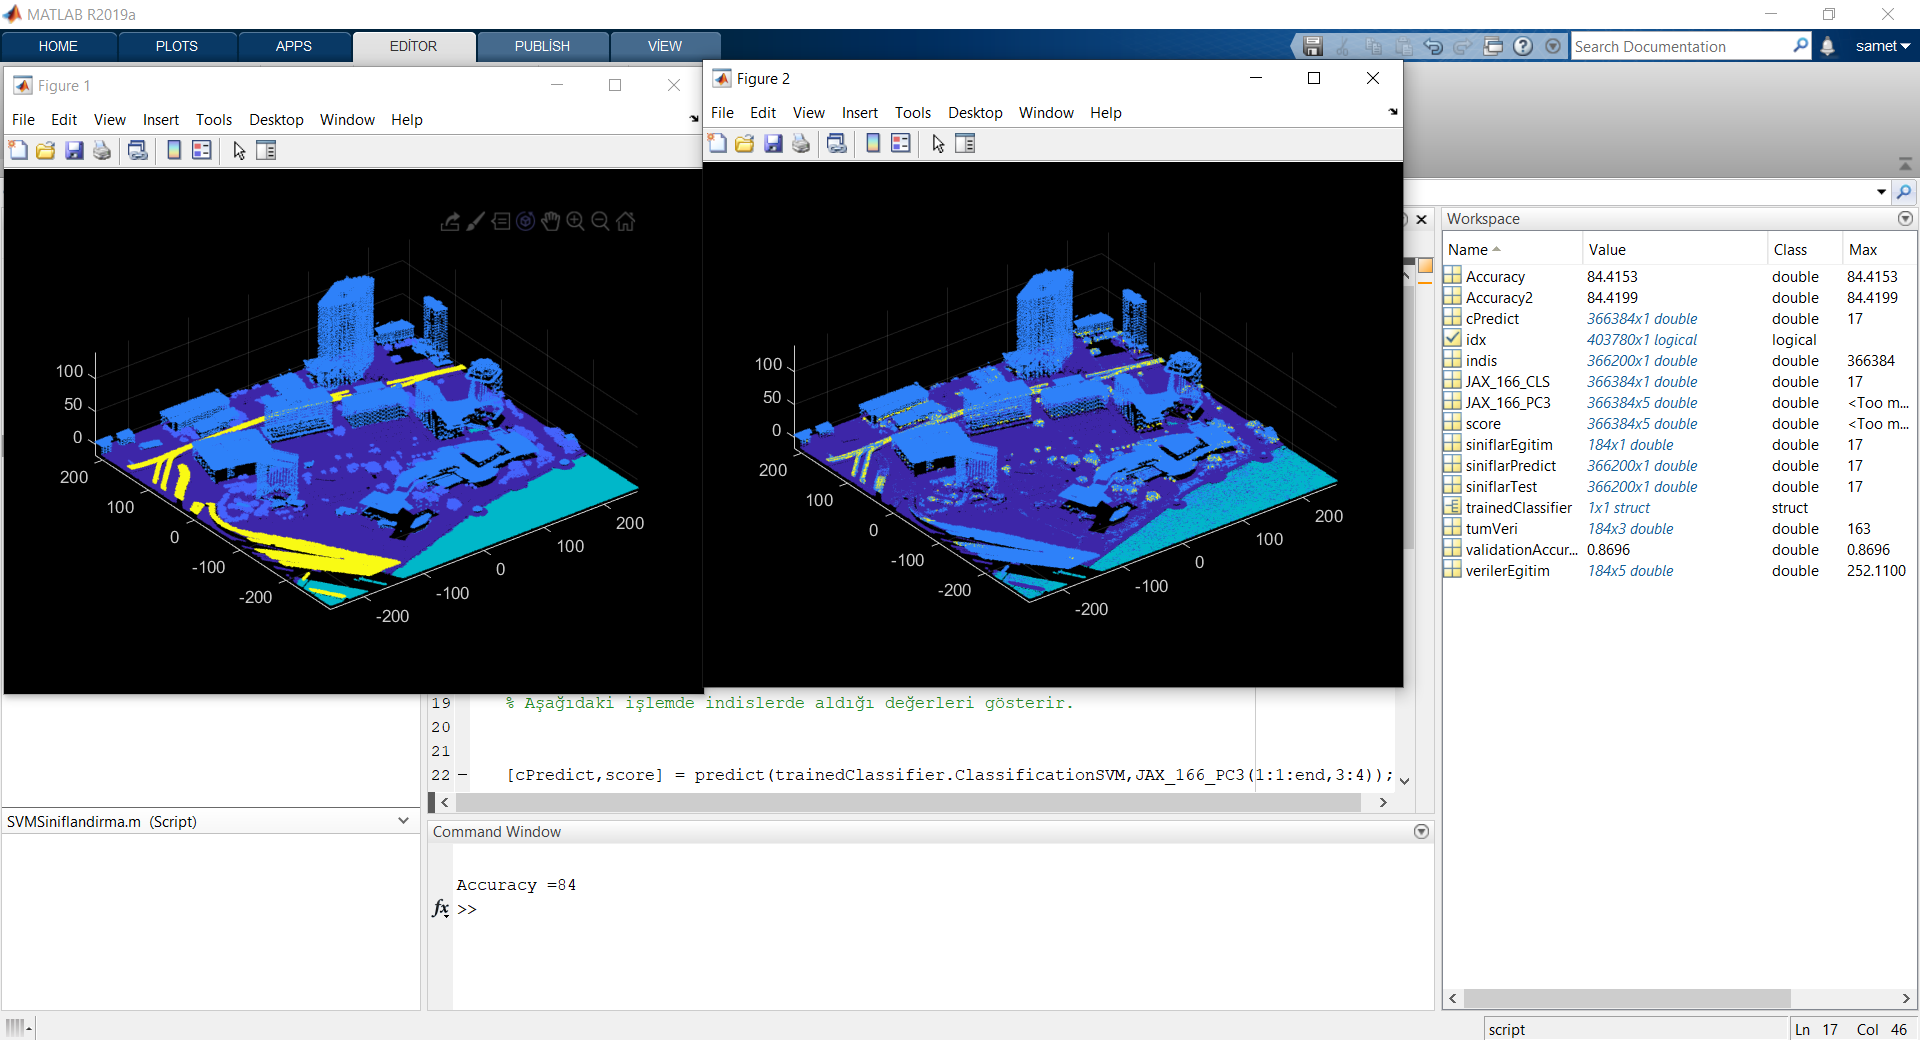 MATLAB R2019a
HOME PLOTS APPS EDİTOR PUBLİSH VİEW
Search Documentation
samet
Figure 1
File Edit View Insert Tools Desktop Window Help
100
50
0
200
100
0
-100
-200
200
100
0
-100
-200
Figure 2
File Edit View Insert Tools Desktop Window Help
100
50
0
200
100
0
-100
-200
200
100
0
-100
-200
19 % Aşağıdaki işlemde indislerde aldığı değerleri gösterir.
20
21
22 [cPredict,score] = predict(trainedClassifier.ClassificationSVM,JAX_166_PC3(1:1:end,3:4));
SVMSiniflandirma.m (Script)
Command Window
Accuracy =84
fx >>
Workspace
Name Value Class Max
Accuracy 84.4153 double 84.4153
Accuracy2 84.4199 double 84.4199
cPredict 366384x1 double double 17
idx 403780x1 logical logical
indis 366200x1 double double 366384
JAX_166_CLS 366384x1 double double 17
JAX_166_PC3 366384x5 double double <Too m...
score 366384x5 double double <Too m...
siniflarEgitim 184x1 double double 17
siniflarPredict 366200x1 double double 17
siniflarTest 366200x1 double double 17
trainedClassifier 1x1 struct struct
tumVeri 184x3 double double 163
validationAccur... 0.8696 double 0.8696
verilerEgitim 184x5 double double 252.1100
script
Ln 17 Col 46